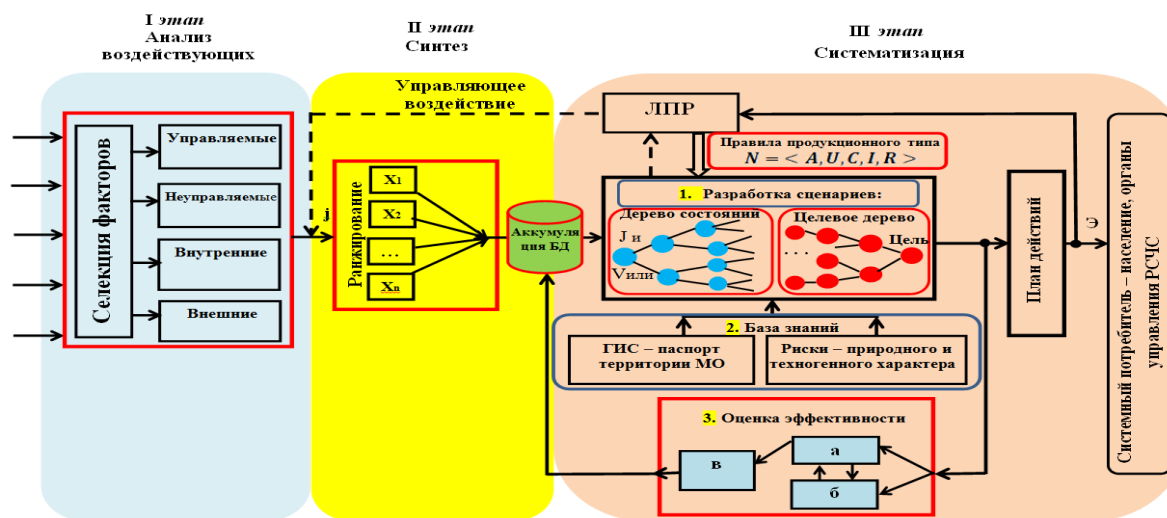 I этап
Анализ
воздействующих
II этап
Синтез
III этап
Систематизация
Управляющее
воздействие
Селекция факторов
Управляемые
Неуправляемые
Внутренние
Внешние
Ранжирование
X1
X2
...
Xn
Аккумуля
ция БД
ЛПР
Правила продукционного типа
N = < A, U, C, I, R >
1. Разработка сценариев:
Дерево состояний
J и
Vили
Целевое дерево
...
Цель
2. База знаний
ГИС – паспорт
территории МО
Риски – природного и
техногенного характера
3. Оценка эффективности
а
б
в
План действий
Э
Системный потребитель – население, органы
управления РСЧС